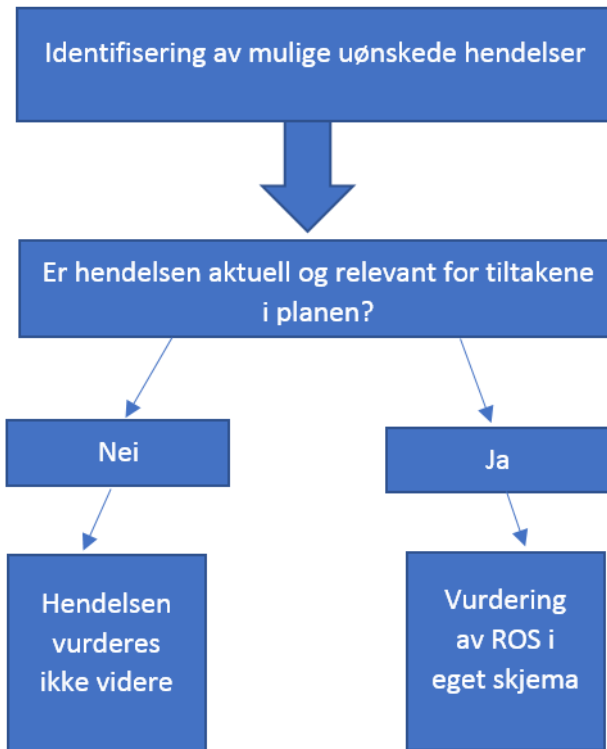 Identifisering av mulige uønskede hendelser
Er hendelsen aktuell og relevant for tiltakene
i planen?
Nei
Ja
Hendelsen
vurderes
ikke videre
Vurdering
av ROS i
eget skjema